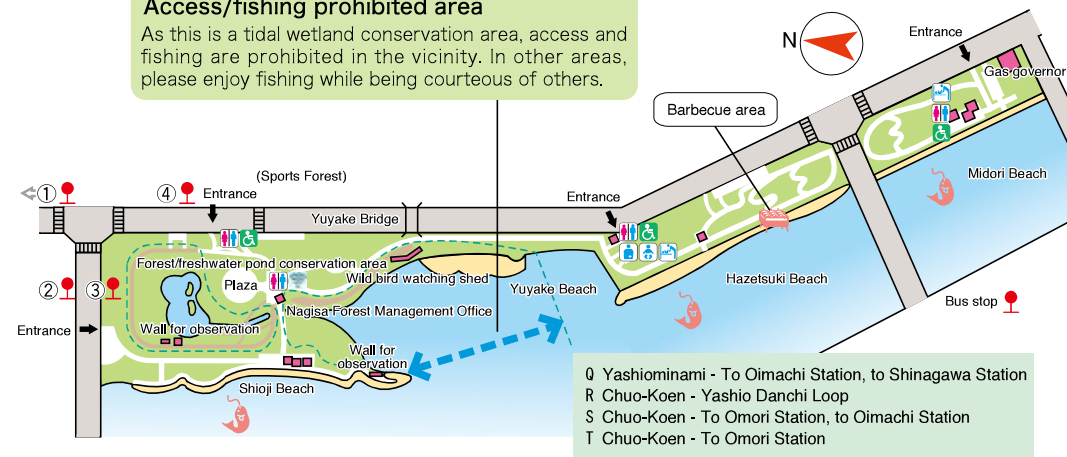 Access/fishing prohibited area
As this is a tidal wetland conservation area, access and
fishing are prohibited in the vicinity. In other areas,
please enjoy fishing while being courteous of others.
N
Entrance
Gas governor
Barbecue area
Midori Beach
①
④
(Sports Forest)
Entrance
Yuyake Bridge
Entrance
Forest/freshwater pond conservation area
Wild bird watching shed
Plaza
②
③
Yuyake Beach
Hazetsuki Beach
Nagisa Forest Management Office
Bus stop
Entrance
Wall for observation
Wall for
observation
Shioji Beach
Q Yashiominami - To Oimachi Station, to Shinagawa Station
R Chuo-Koen - Yashio Danchi Loop
S Chuo-Koen - To Omori Station, to Oimachi Station
T Chuo-Koen - To Omori Station